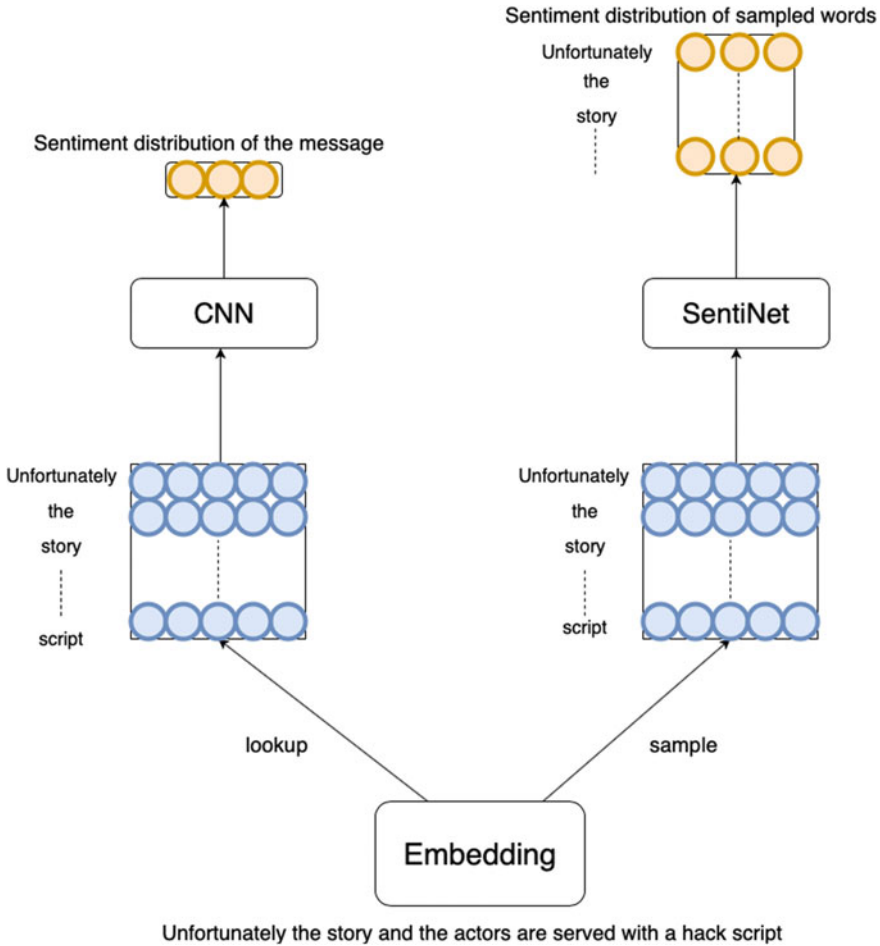 Sentiment distribution of sampled words
Unfortunately
the
story
Sentiment distribution of the message
CNN
SentiNet
Unfortunately
the
story
script
Unfortunately
the
story
script
lookup
sample
Embedding
Unfortunately the story and the actors are served with a hack script